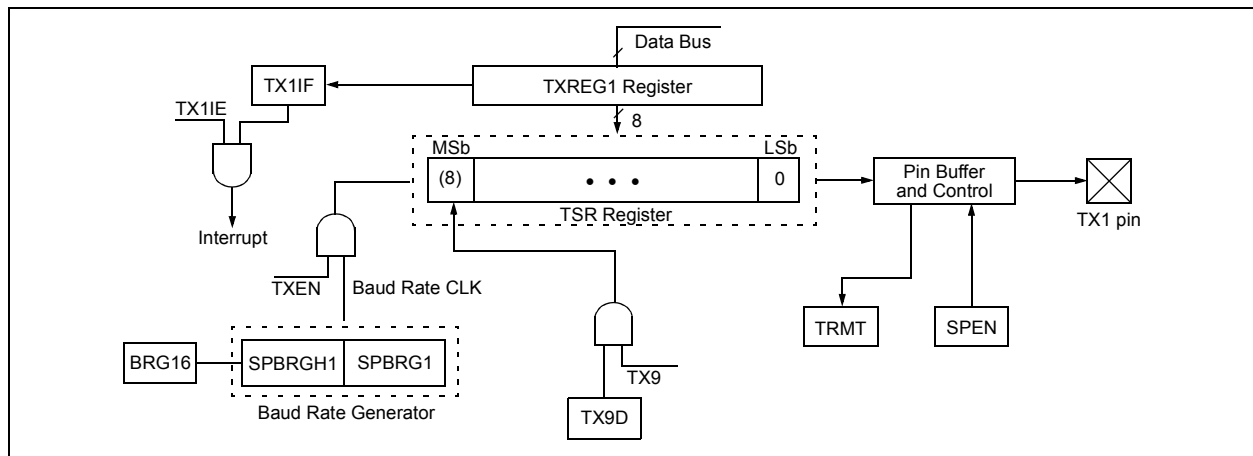 Data Bus
TX1IF
TXREG1 Register
TX1IE
8
MSb
LSb
(8)
• • •
0
Pin Buffer
and Control
TSR Register
TX1 pin
Interrupt
TXEN
Baud Rate CLK
TRMT
SPEN
BRG16
SPBRGH1
SPBRG1
TX9
Baud Rate Generator
TX9D